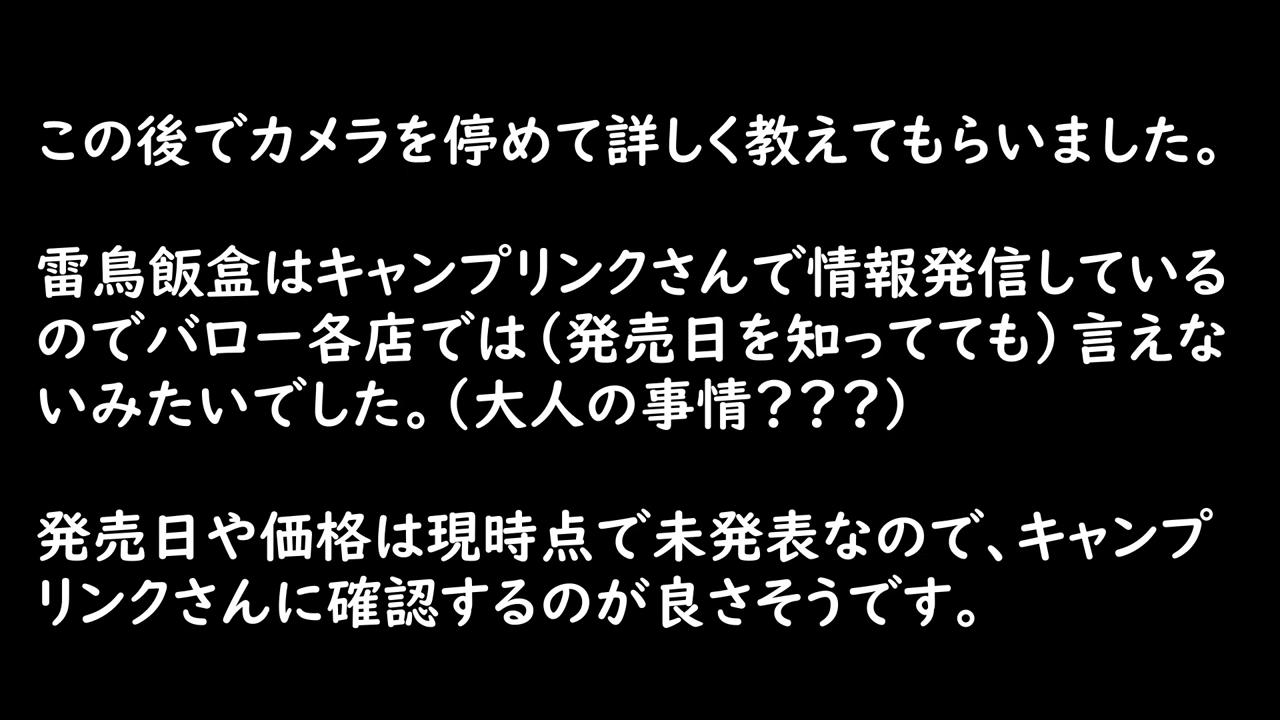 この後でカメラを停めて詳しく教えてもらいました。
雷鳥飯盒はキャンプリンクさんで情報発信している
のでバロー各店では（発売日を知ってても）言えな
いみたいでした。（大人の事情？？？）
発売日や価格は現時点で未発表なので、キャンプ
リンクさんに確認するのが良さそうです。